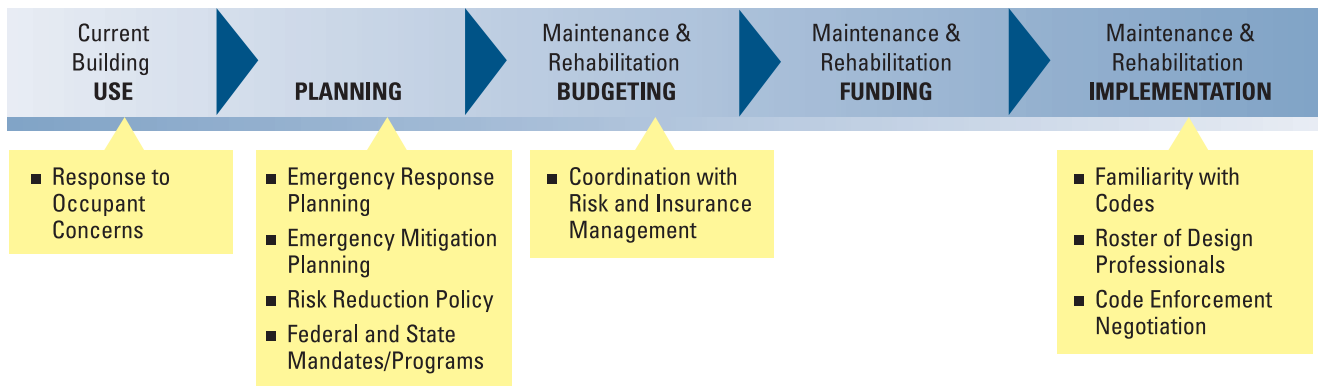 Current
Building
USE
PLANNING
Maintenance &
Rehabilitation
BUDGETING
Maintenance &
Rehabilitation
FUNDING
Maintenance &
Rehabilitation
IMPLEMENTATION
■ Response to
Occupant
Concerns
■ Emergency Response
Planning
■ Emergency Mitigation
Planning
■ Risk Reduction Policy
■ Federal and State
Mandates/Programs
■ Coordination with
Risk and Insurance
Management
■ Familiarity with
Codes
■ Roster of Design
Professionals
■ Code Enforcement
Negotiation